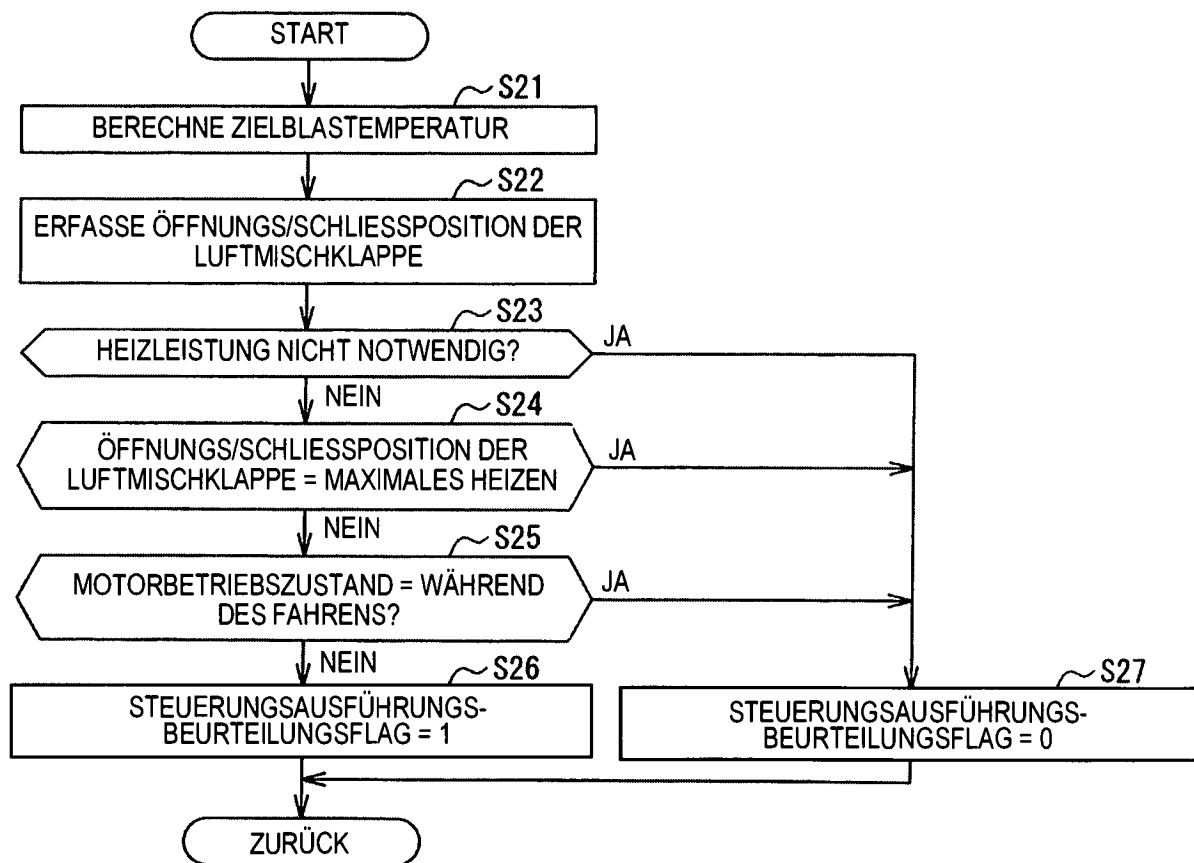 START
S21
BERECHNE ZIELBLASTEMPERATUR
S22
ERFASSE ÖFFNUNGS/SCHLIESSPOSITION DER
LUFTMISCHKLAPPE
S23
HEIZLEISTUNG NICHT NOTWENDIG?
JA
NEIN
S24
ÖFFNUNGS/SCHLIESSPOSITION DER
LUFTMISCHKLAPPE = MAXIMALES HEIZEN
JA
NEIN
S25
MOTORBETRIEBSZUSTAND = WÄHREND
DES FAHRENS?
JA
NEIN
S26
STEUERUNGSAUSFÜHRUNGS-
BEURTEILUNGSFLAG = 1
S27
STEUERUNGSAUSFÜHRUNGS-
BEURTEILUNGSFLAG = 0
ZURÜCK